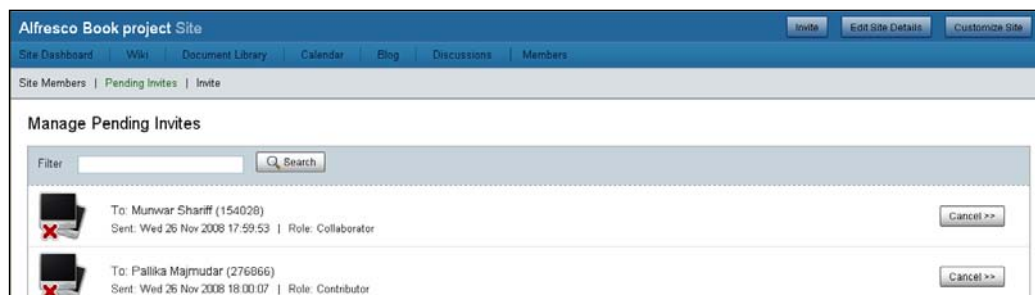 Alfresco Book project Site Invite Edit Site Details Customize Site
Site Dashboard Wiki Document Library Calendar Blog Discussions Members
Site Members | Pending Invites | Invite
Manage Pending Invites
Filter Search
To: Munwar Shariff (154028)
Sent: Wed 26 Nov 2008 17:59:53 | Role: Collaborator
Cancel >>
To: Pallika Majmudar (276866)
Sent: Wed 26 Nov 2008 18:00:07 | Role: Contributor
Cancel >>